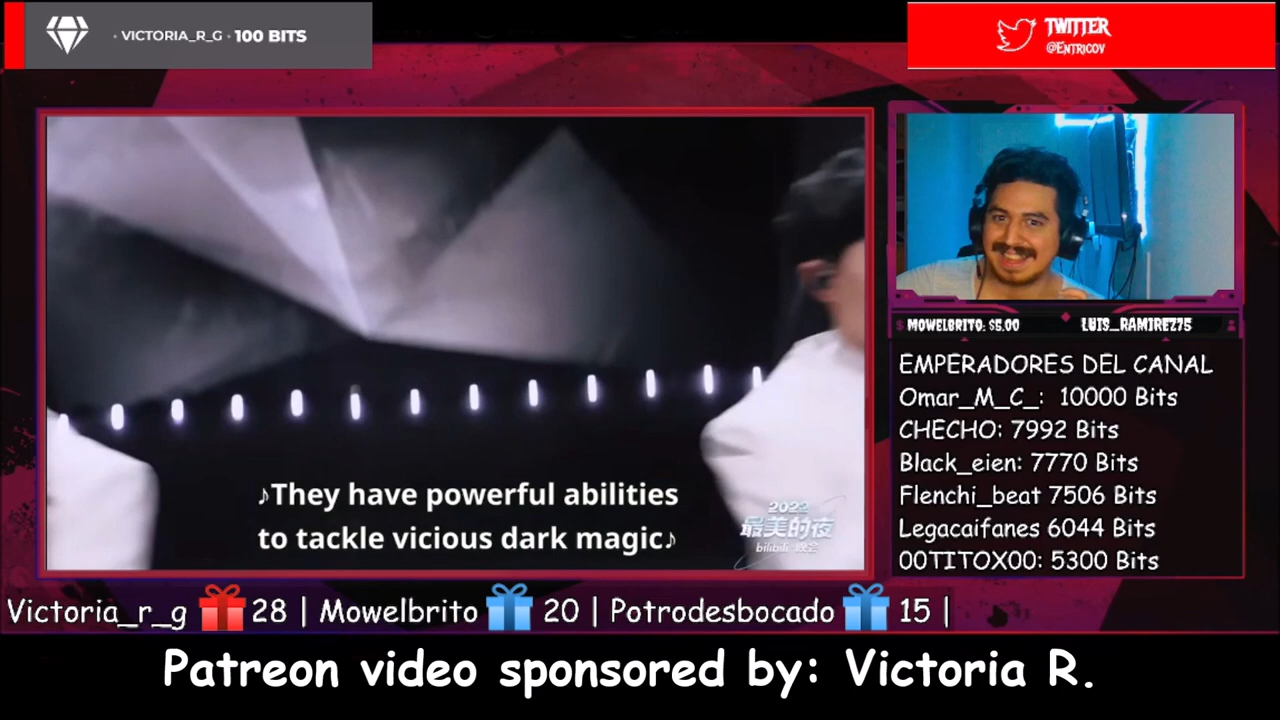 · VICTORIA_R_G · 100 BITS
TWITTER
@ENTRICOV
♪They have powerful abilities
to tackle vicious dark magic♪
2022
最美的夜
bilibili 晚会
$ MOWELBRITO: $5.00
LUIS_RAMIREZ75
EMPERADORES DEL CANAL
Omar_M_C_: 10000 Bits
CHECHO: 7992 Bits
Black_eien: 7770 Bits
Flenchi_beat 7506 Bits
Legacaifanes 6044 Bits
00TITOX00: 5300 Bits
Victoria_r_g 28 | Mowelbrito 20 | Potrodesbocado 15 |
Patreon video sponsored by: Victoria R.